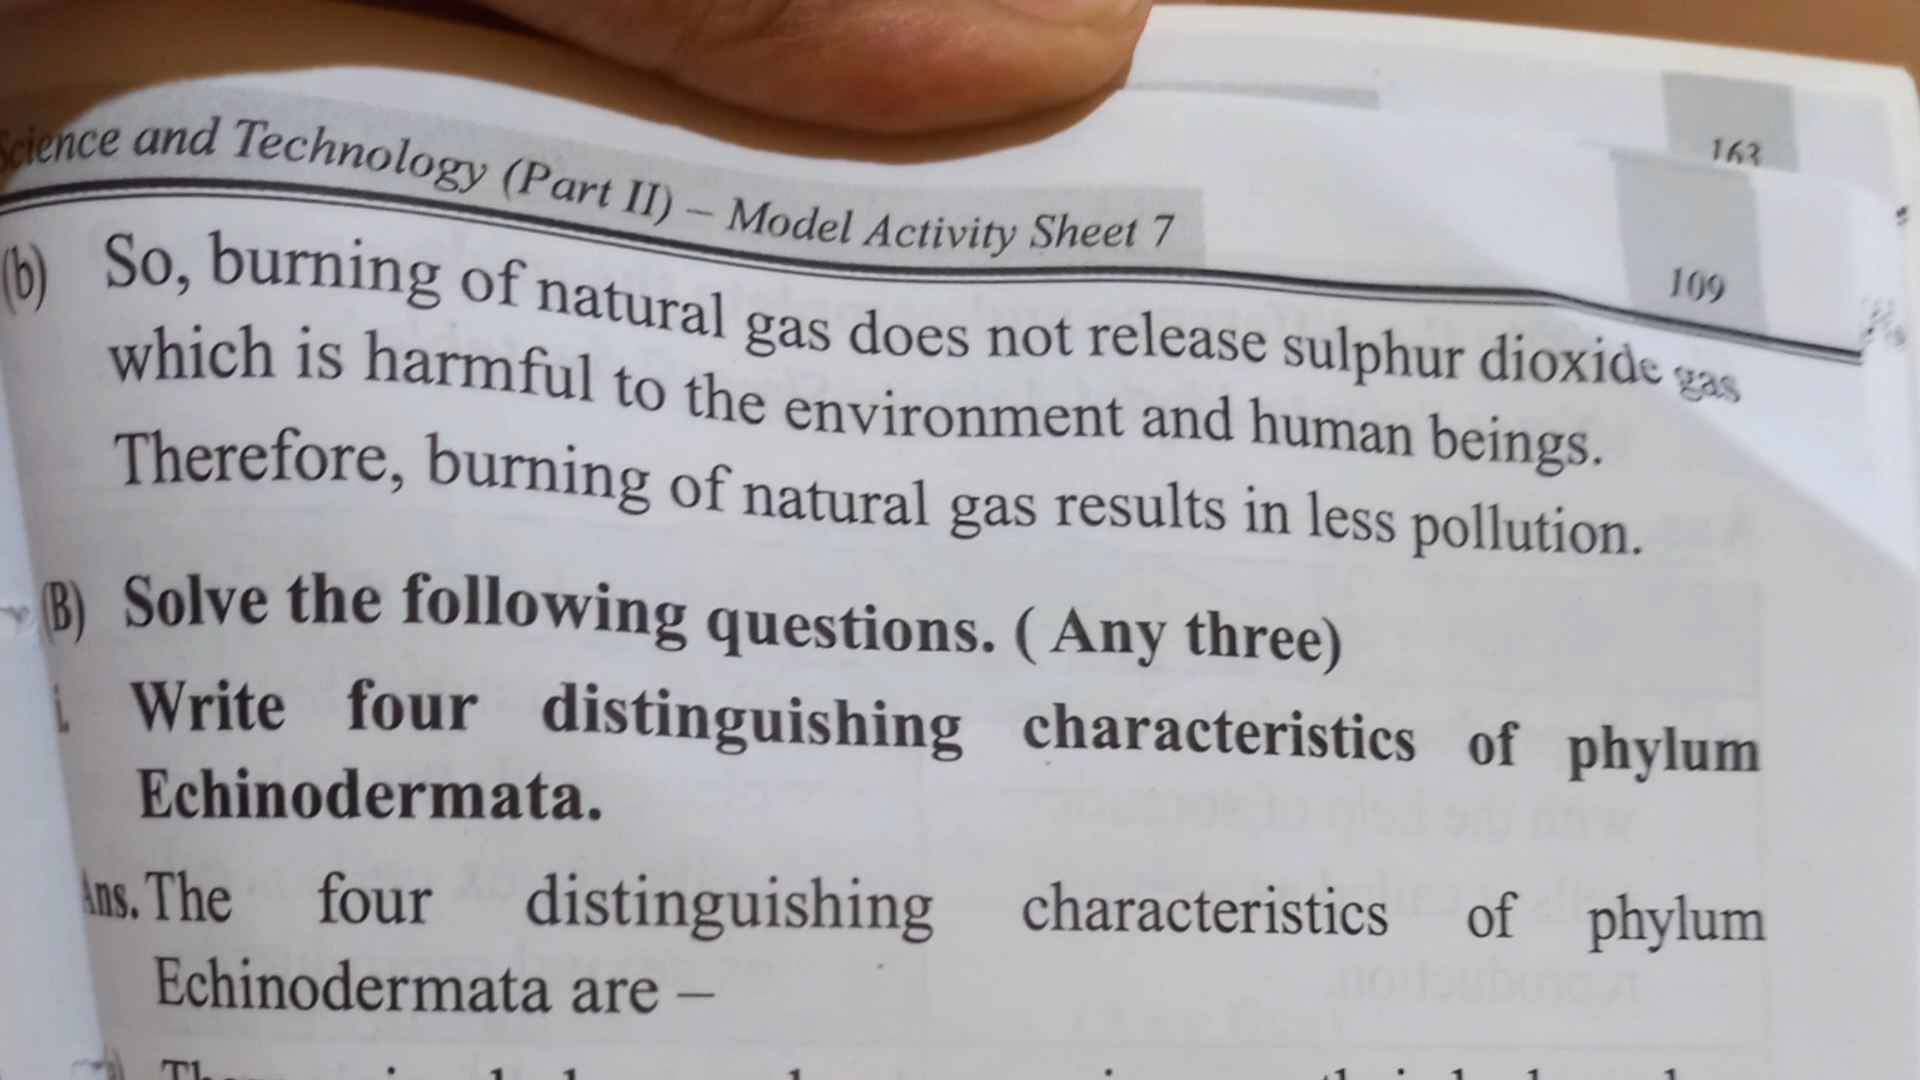 163
Science and Technology (Part II) – Model Activity Sheet 7
109
(b) So, burning of natural gas does not release sulphur dioxide gas
which is harmful to the environment and human beings.
Therefore, burning of natural gas results in less pollution.
(B) Solve the following questions. ( Any three)
i. Write four distinguishing characteristics of phylum
Echinodermata.
Ans. The four distinguishing characteristics of phylum
Echinodermata are –